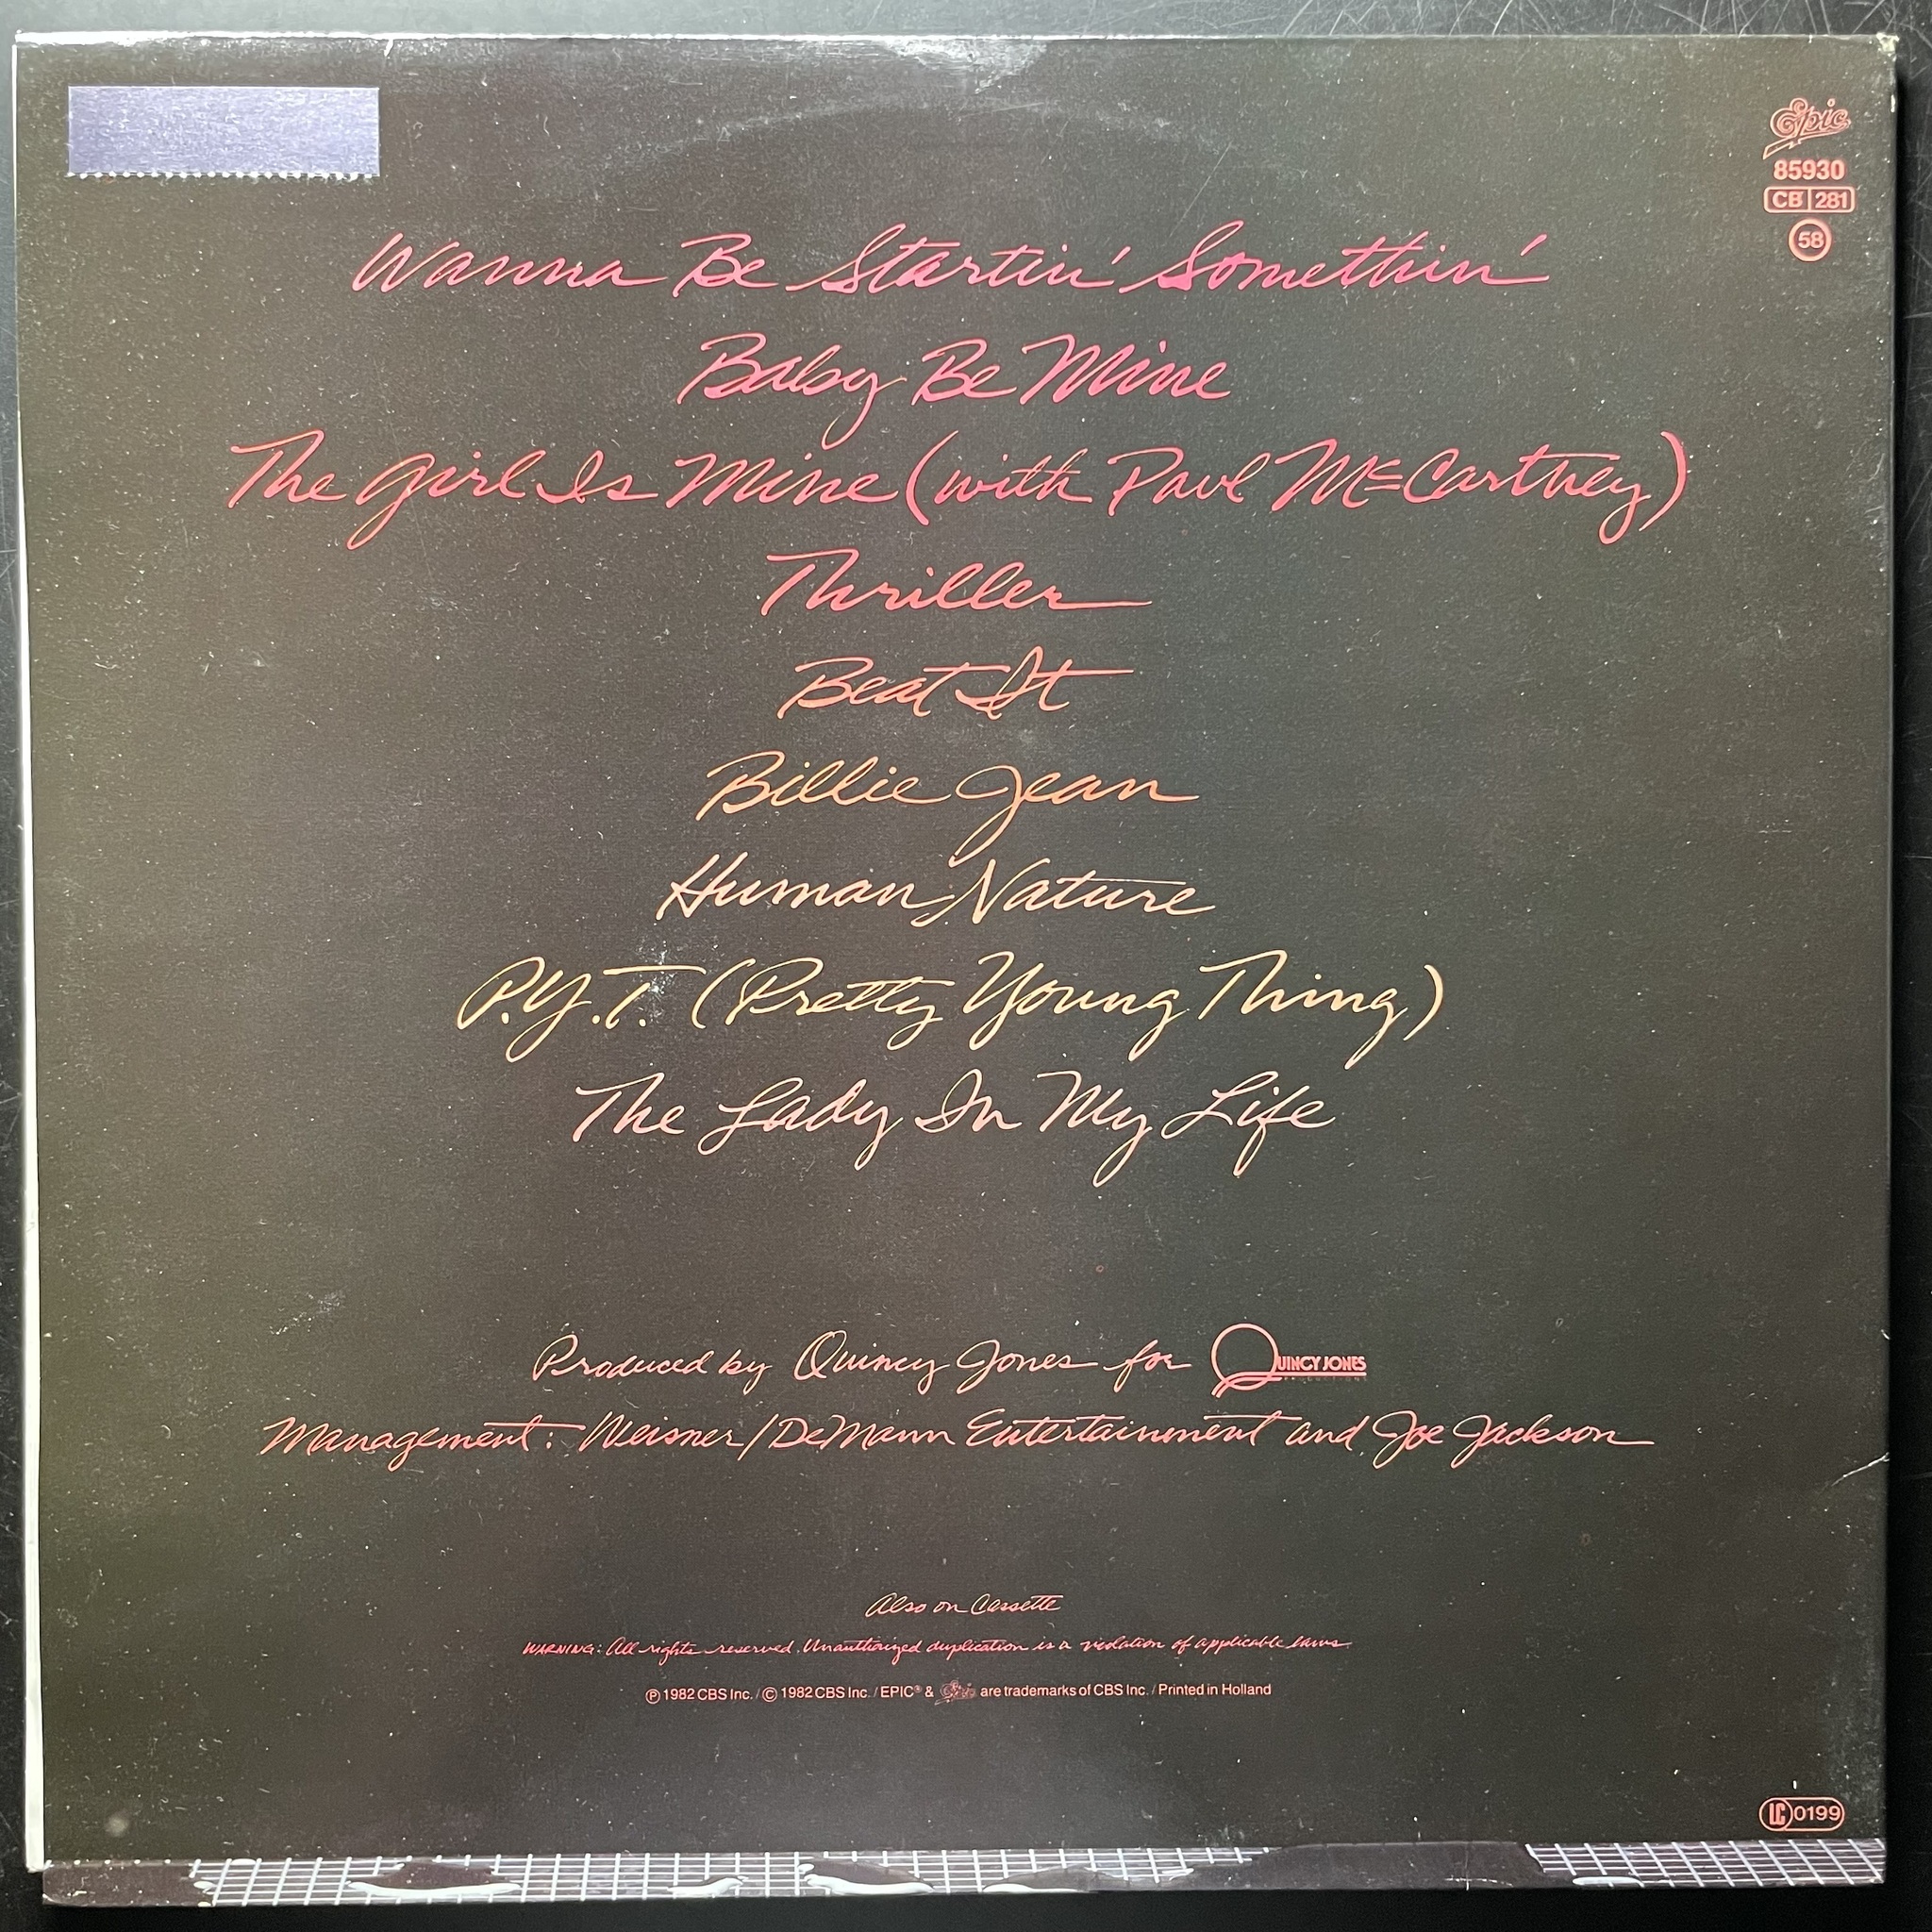 Epic
85930
CB 281
58
Wanna Be Startin' Somethin'
Baby Be Mine
The Girl Is Mine (with Paul McCartney)
Thriller
Beat It
Billie Jean
Human Nature
P.Y.T. (Pretty Young Thing)
The Lady In My Life
Produced by Quincy Jones for QUINCY JONES
PRODUCTIONS
Management: Weisner/DeMann Entertainment and Joe Jackson
Also on Cassette
WARNING: All rights reserved. Unauthorized duplication is a violation of applicable laws.
℗ 1982 CBS Inc. / © 1982 CBS Inc. / EPIC® & Epic are trademarks of CBS Inc. / Printed in Holland
LC 0199